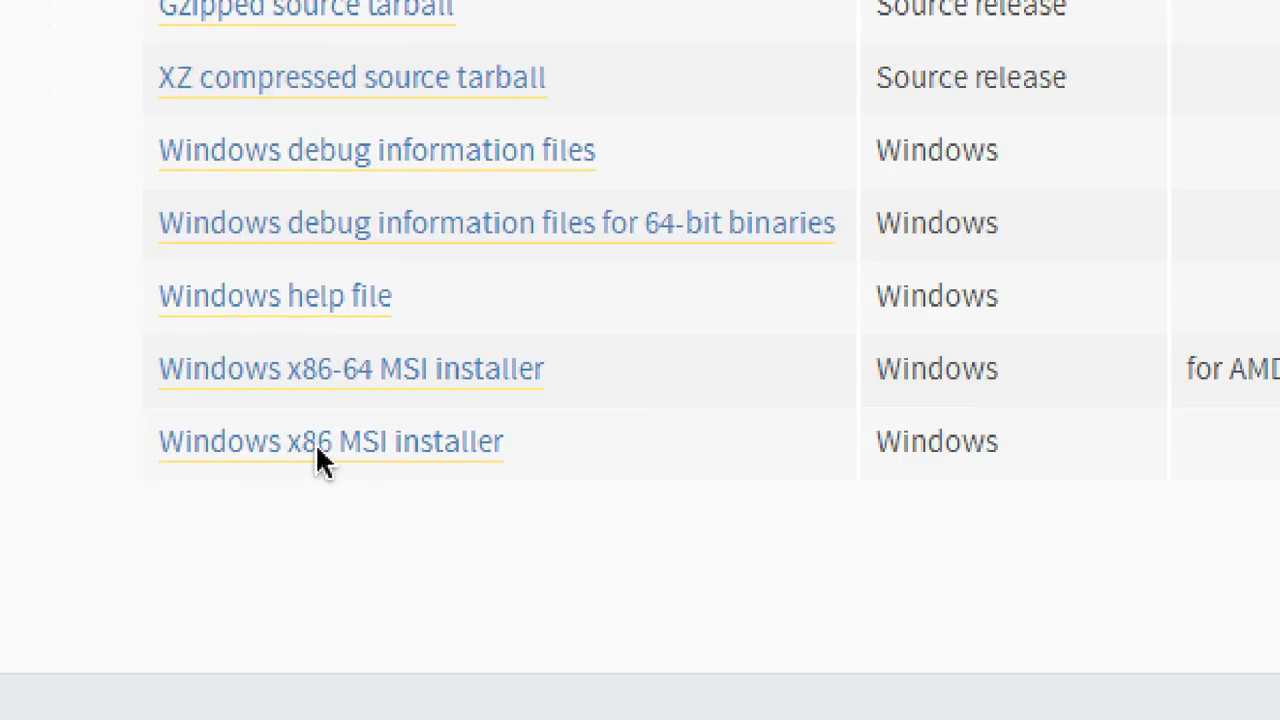 Gzipped source tarball Source release
XZ compressed source tarball Source release
Windows debug information files Windows
Windows debug information files for 64-bit binaries Windows
Windows help file Windows
Windows x86-64 MSI installer Windows for AMD
Windows x86 MSI installer Windows